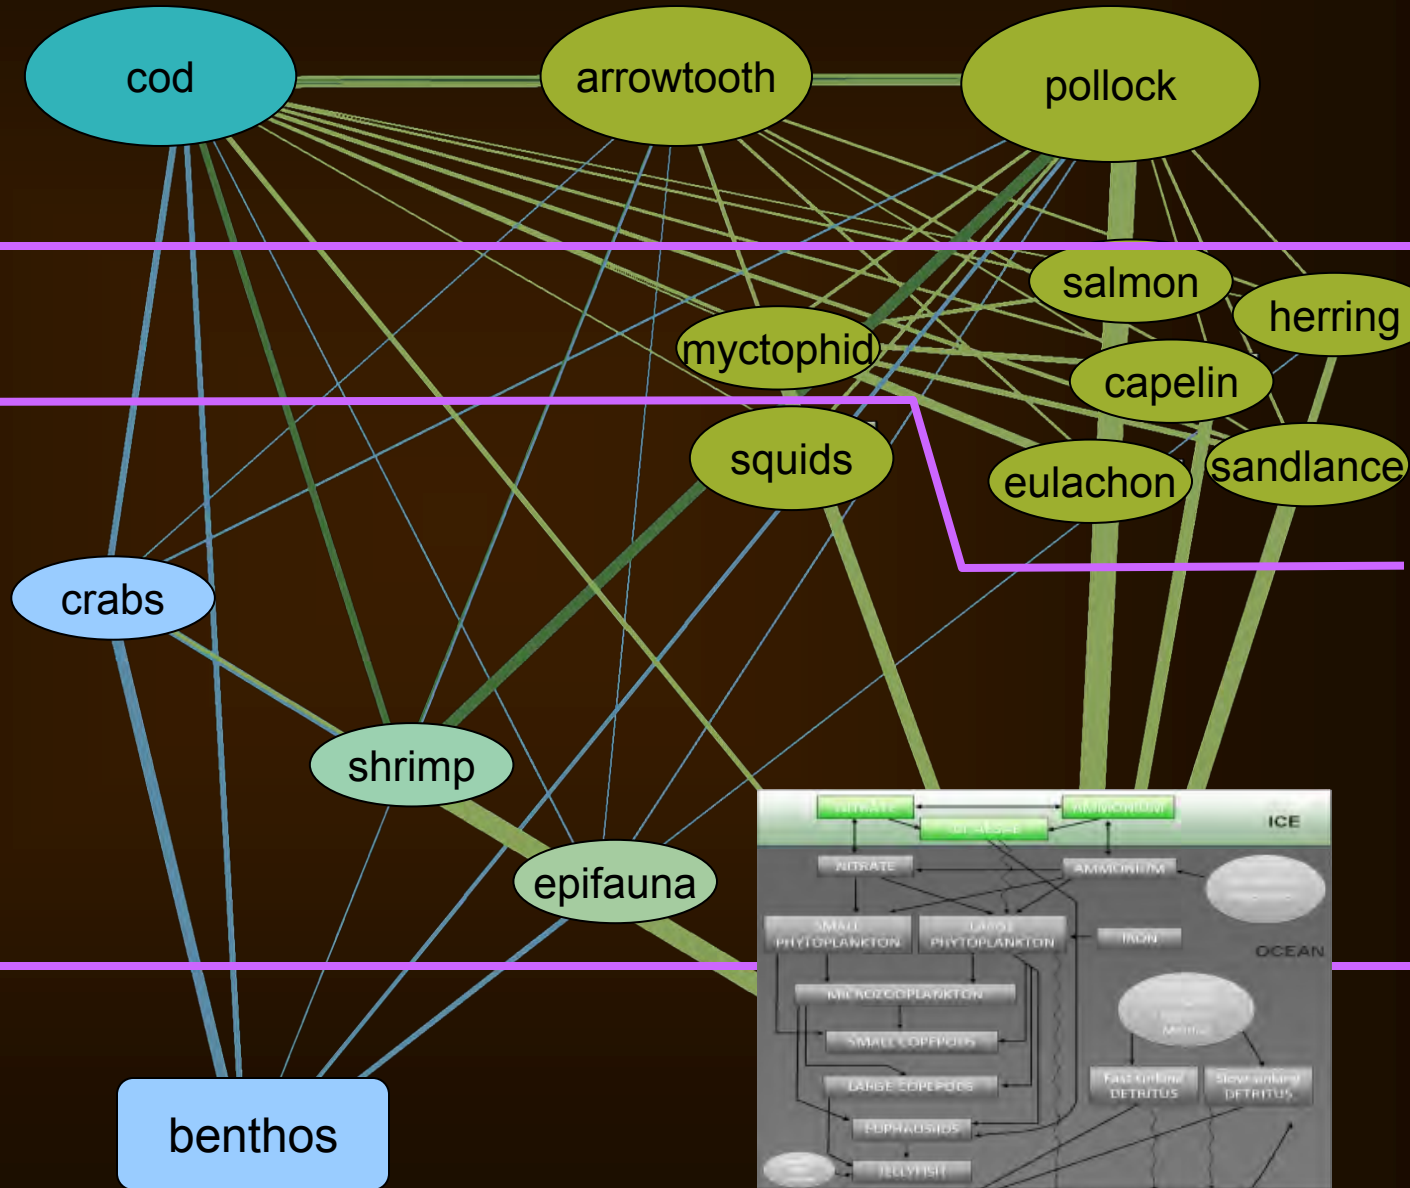 cod
arrowtooth
pollock
salmon
herring
myctophid
capelin
squids
eulachon
sandlance
crabs
shrimp
epifauna
benthos
NITRATE
AMMONIUM
ICE
NITRATE
AMMONIUM
SMALL
PHYTOPLANKTON
LARGE
PHYTOPLANKTON
IRON
OCEAN
MICROZOOPLANKTON
SMALL COPEPODS
LARGE COPEPODS
Fast sinking
DETRITUS
Slow sinking
DETRITUS
EUPHAUSIIDS
JELLYFISH